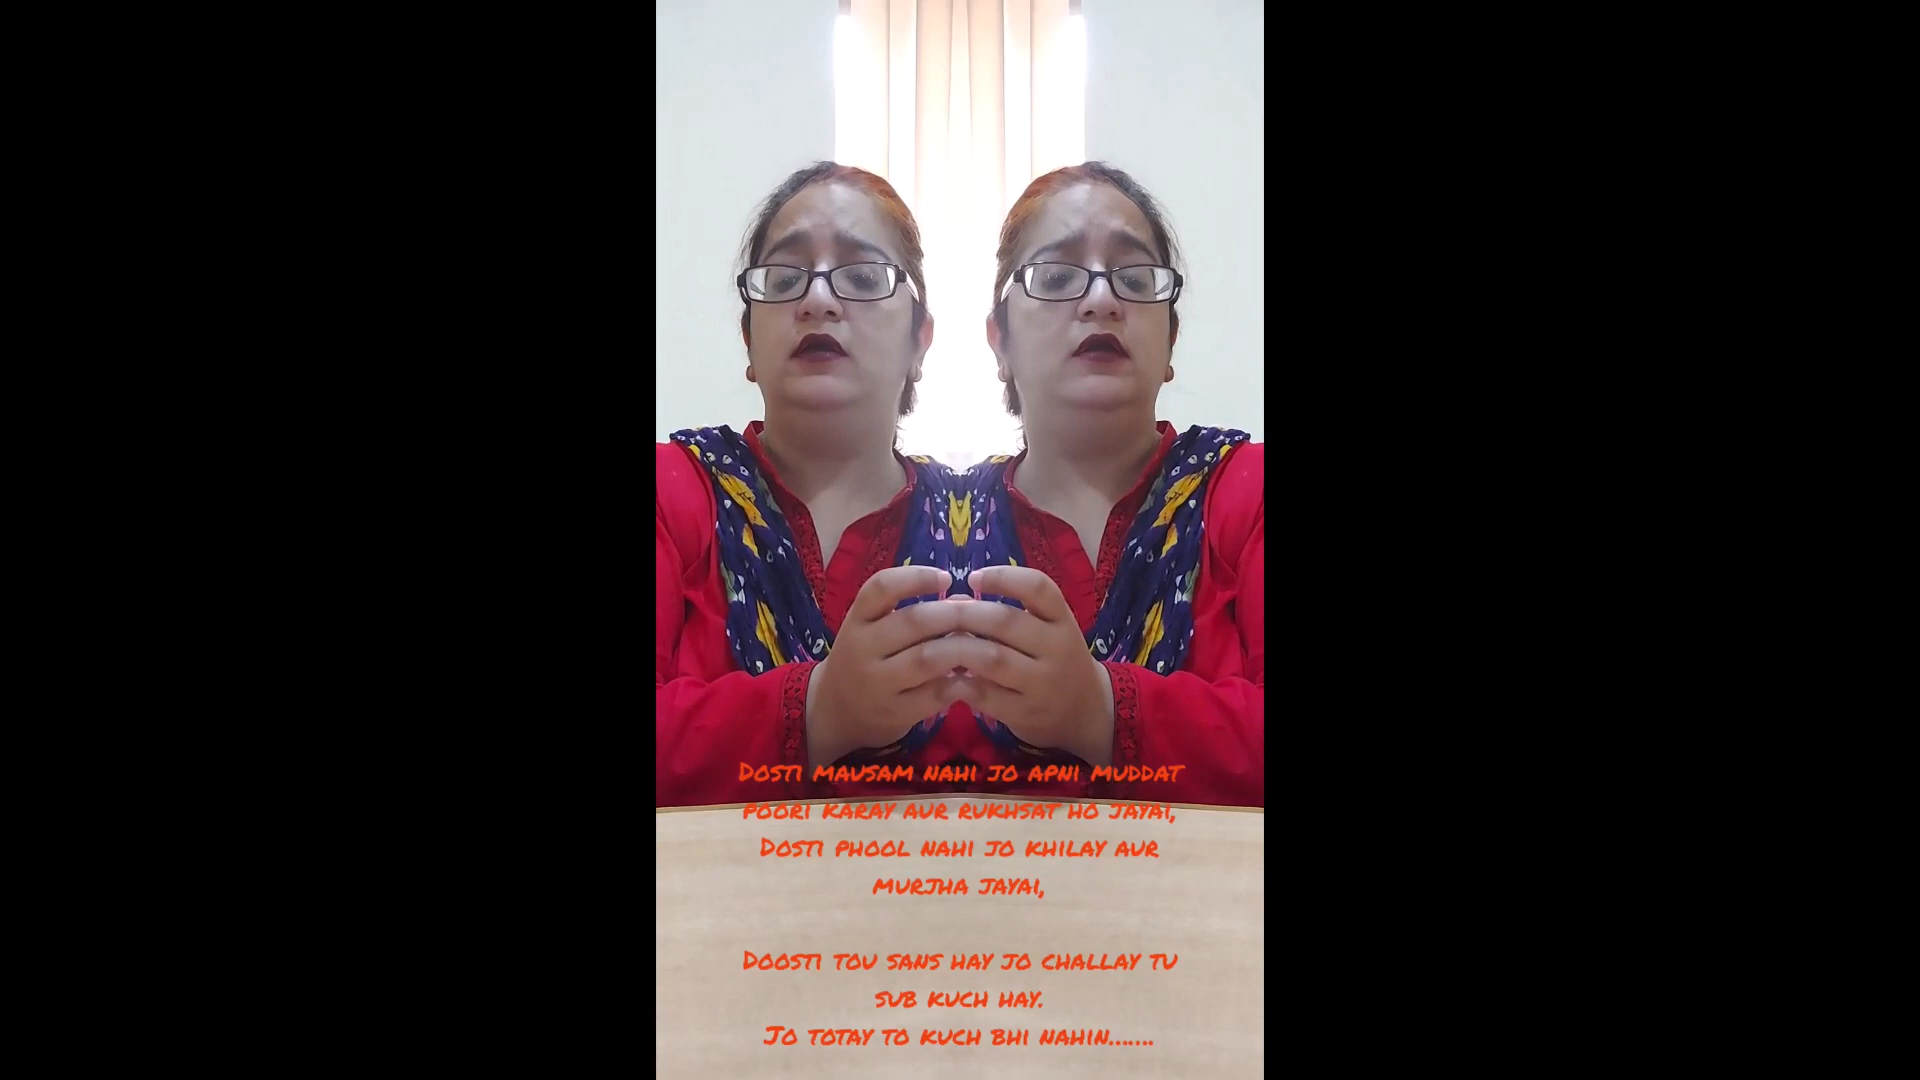 Dosti mausam nahi jo apni muddat
poori karay aur rukhsat ho jayai,
Dosti phool nahi jo khilay aur
murjha jayai,
Doosti tou sans hay jo challay tu
sub kuch hay.
Jo totay to kuch bhi nahin.......